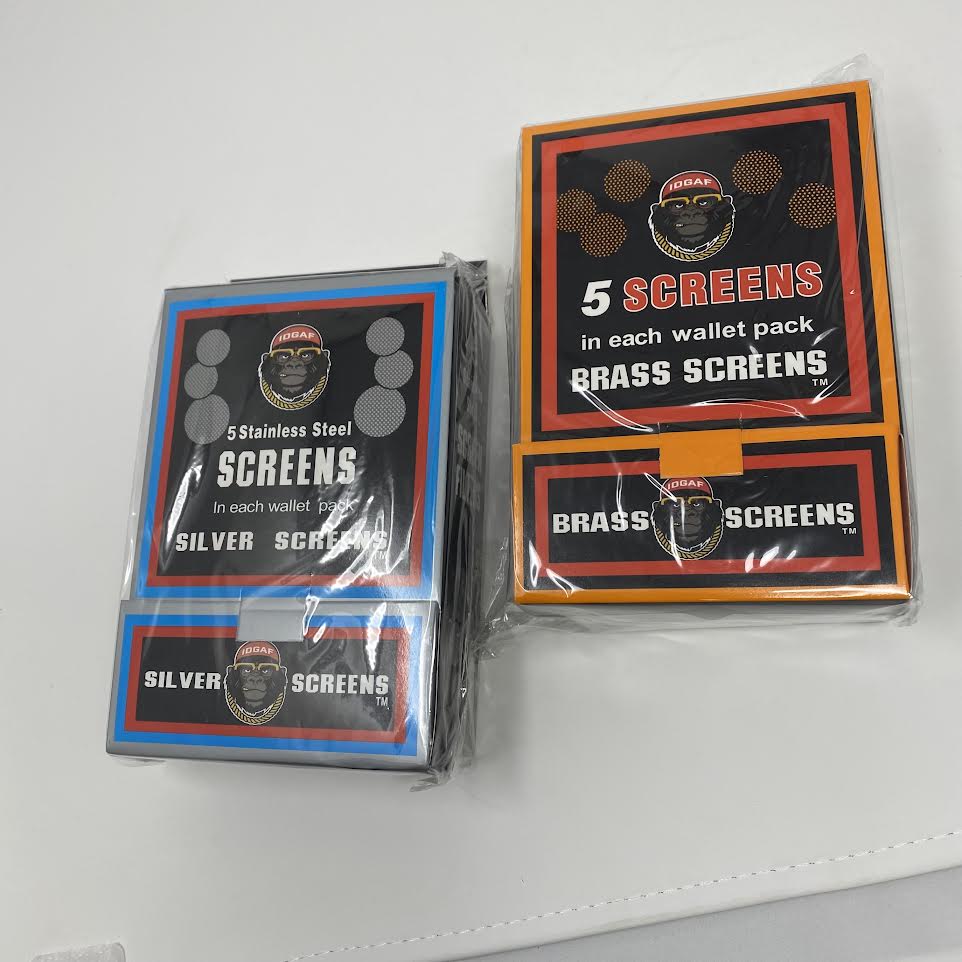 IDGAF
5 Stainless Steel
SCREENS
In each wallet pack
SILVER SCREENS
TM
IDGAF
SILVER SCREENS
TM
IDGAF
5 SCREENS
in each wallet pack
BRASS SCREENS
TM
IDGAF
BRASS SCREENS
TM